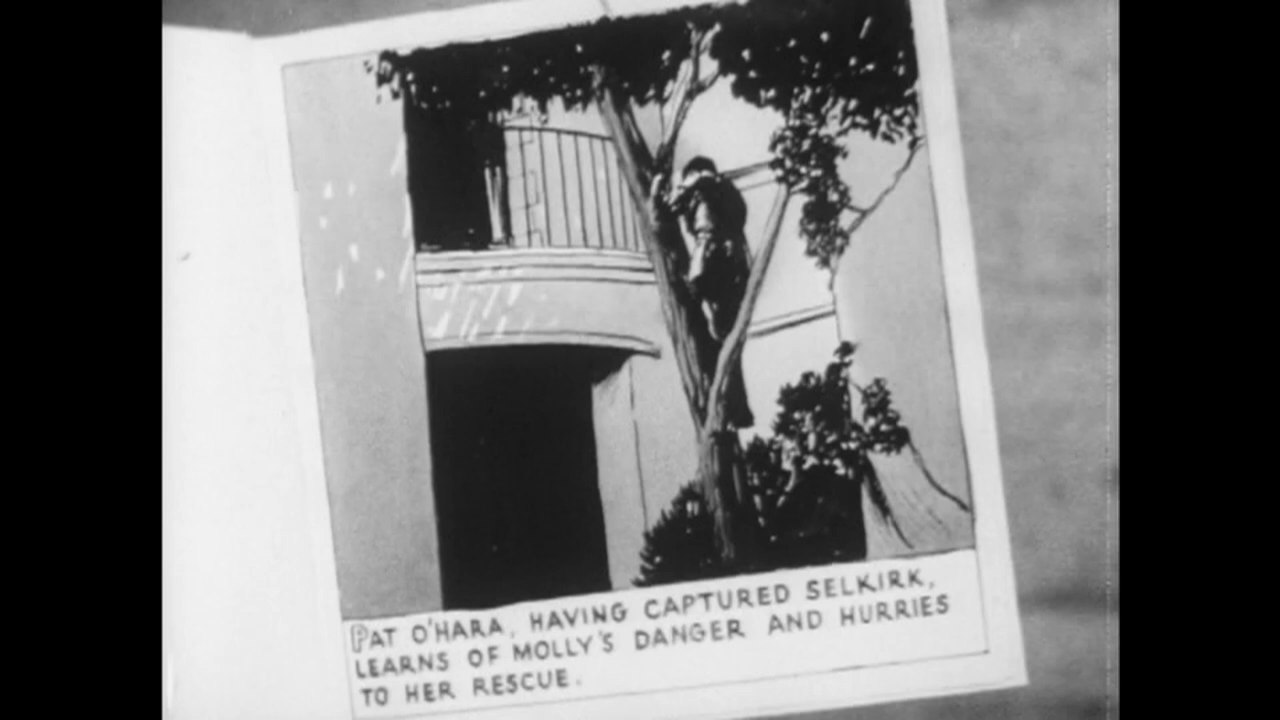 PAT O'HARA, HAVING CAPTURED SELKIRK,
LEARNS OF MOLLY'S DANGER AND HURRIES
TO HER RESCUE.